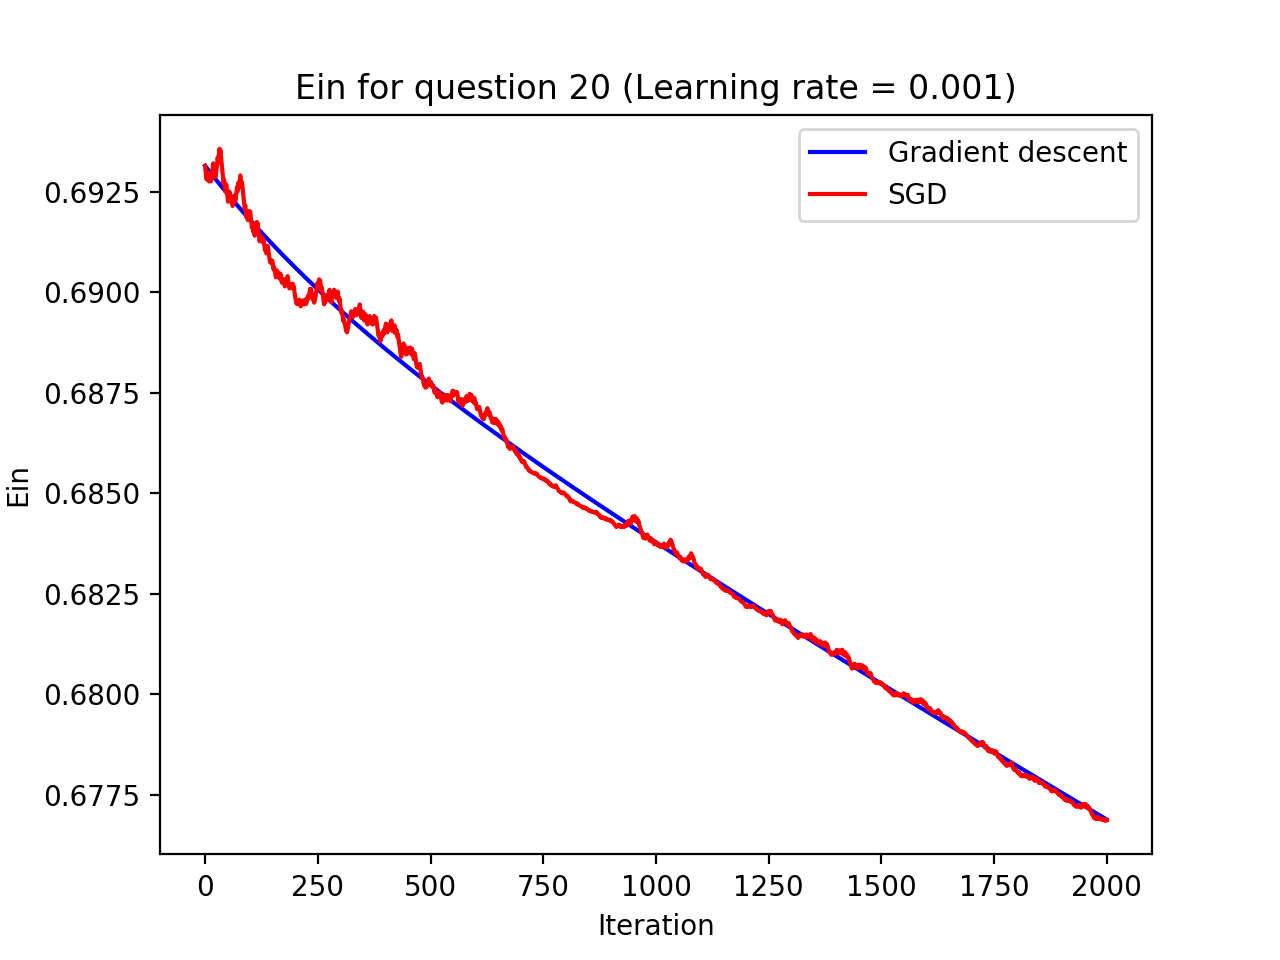 Ein for question 20 (Learning rate = 0.001)
Gradient descent
SGD
Ein
0.6925
0.6900
0.6875
0.6850
0.6825
0.6800
0.6775
0 250 500 750 1000 1250 1500 1750 2000
Iteration